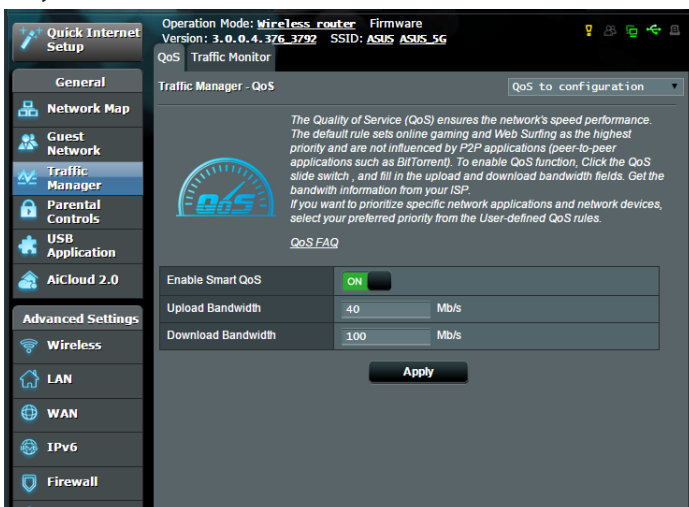 Quick Internet
Setup
General
Network Map
Guest
Network
Traffic
Manager
Parental
Controls
USB
Application
AiCloud 2.0
Advanced Settings
Wireless
LAN
WAN
IPv6
Firewall
Operation Mode: Wireless router Firmware
Version: 3.0.0.4.376_3792 SSID: ASUS ASUS_5G
QoS Traffic Monitor
Traffic Manager - QoS
QoS to configuration
QoS
The Quality of Service (QoS) ensures the network's speed performance.
The default rule sets online gaming and Web Surfing as the highest
priority and are not influenced by P2P applications (peer-to-peer
applications such as BitTorrent). To enable QoS function, Click the QoS
slide switch , and fill in the upload and download bandwidth fields. Get the
bandwith information from your ISP.
If you want to prioritize specific network applications and network devices,
select your preferred priority from the User-defined QoS rules.
QoS FAQ
Enable Smart QoS ON
Upload Bandwidth 40 Mb/s
Download Bandwidth 100 Mb/s
Apply